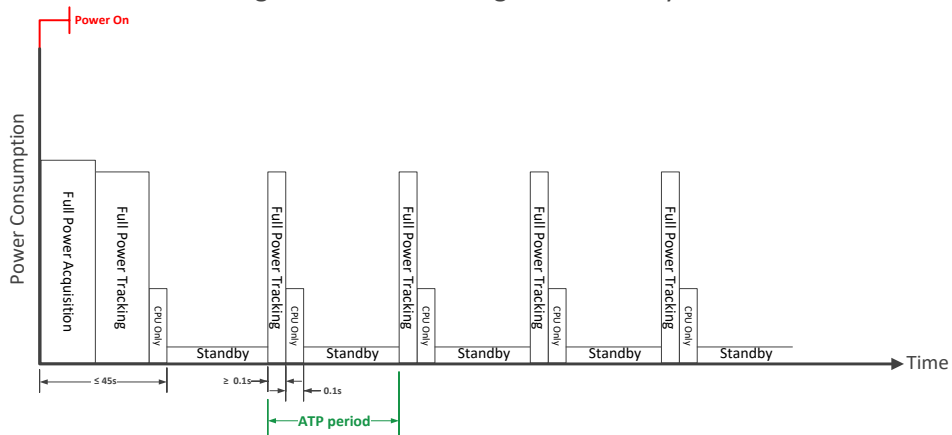 Power On
Power Consumption
Full Power Acquisition
Full Power Tracking
CPU Only
Standby
Full Power Tracking
CPU Only
Standby
Full Power Tracking
CPU Only
Standby
Full Power Tracking
CPU Only
Standby
Full Power Tracking
CPU Only
Standby
Time
≤ 45s
≥ 0.1s
0.1s
ATP period